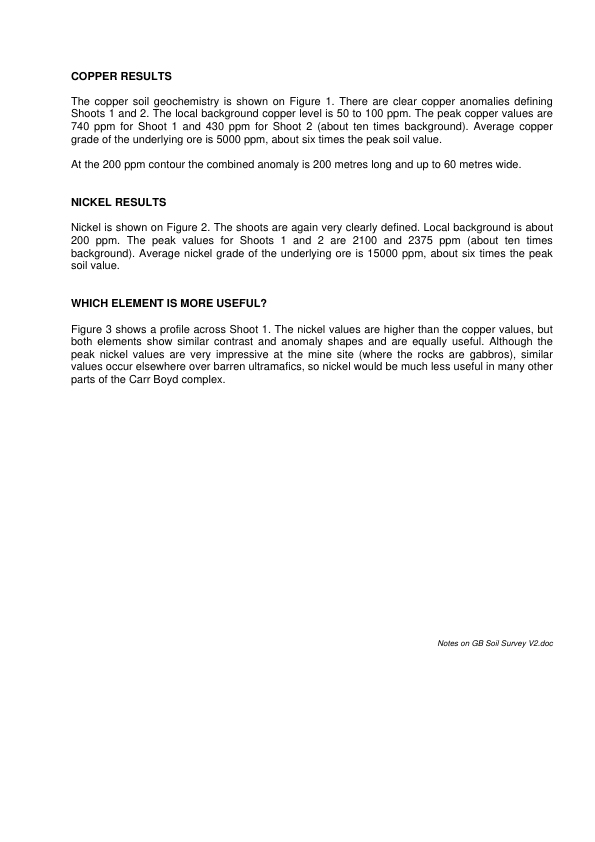 COPPER RESULTS
The copper soil geochemistry is shown on Figure 1. There are clear copper anomalies defining
Shoots 1 and 2. The local background copper level is 50 to 100 ppm. The peak copper values are
740 ppm for Shoot 1 and 430 ppm for Shoot 2 (about ten times background). Average copper
grade of the underlying ore is 5000 ppm, about six times the peak soil value.
At the 200 ppm contour the combined anomaly is 200 metres long and up to 60 metres wide.
NICKEL RESULTS
Nickel is shown on Figure 2. The shoots are again very clearly defined. Local background is about
200 ppm. The peak values for Shoots 1 and 2 are 2100 and 2375 ppm (about ten times
background). Average nickel grade of the underlying ore is 15000 ppm, about six times the peak
soil value.
WHICH ELEMENT IS MORE USEFUL?
Figure 3 shows a profile across Shoot 1. The nickel values are higher than the copper values, but
both elements show similar contrast and anomaly shapes and are equally useful. Although the
peak nickel values are very impressive at the mine site (where the rocks are gabbros), similar
values occur elsewhere over barren ultramafics, so nickel would be much less useful in many other
parts of the Carr Boyd complex.
Notes on GB Soil Survey V2.doc